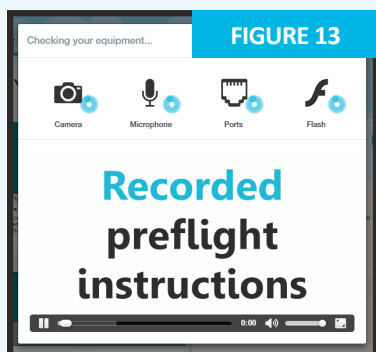 Checking your equipment...
FIGURE 13
Camera Microphone Ports Flash
Recorded
preflight
instructions
0:00